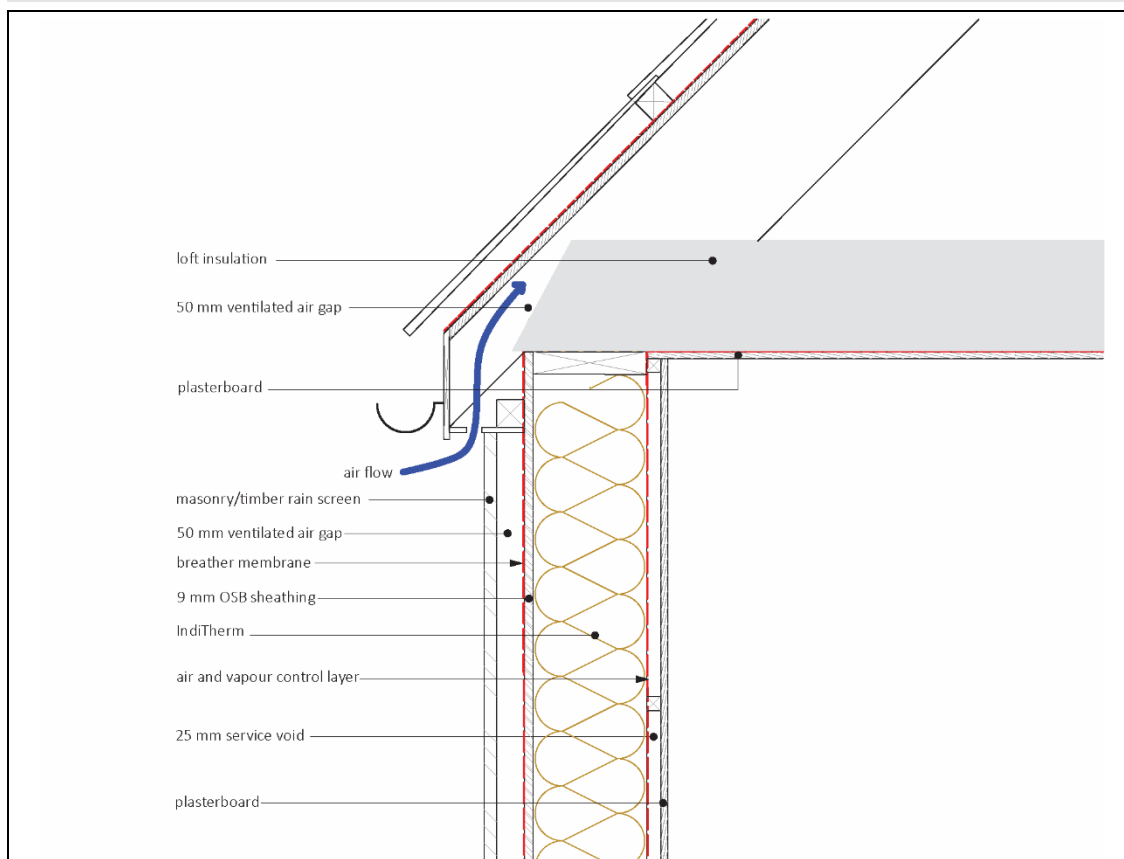 loft insulation
50 mm ventilated air gap
plasterboard
air flow
masonry/timber rain screen
50 mm ventilated air gap
breather membrane
9 mm OSB sheathing
IndiTherm
air and vapour control layer
25 mm service void
plasterboard